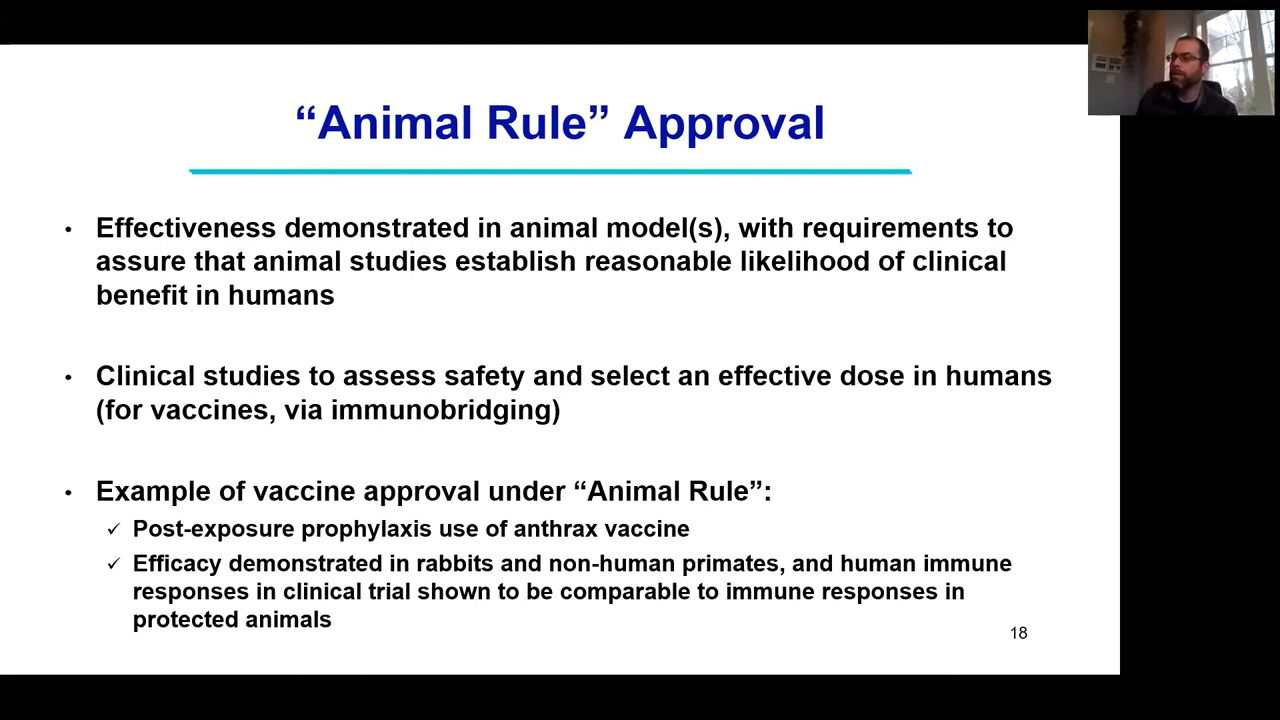 “Animal Rule” Approval
• Effectiveness demonstrated in animal model(s), with requirements to
assure that animal studies establish reasonable likelihood of clinical
benefit in humans
• Clinical studies to assess safety and select an effective dose in humans
(for vaccines, via immunobridging)
• Example of vaccine approval under “Animal Rule”:
✓ Post-exposure prophylaxis use of anthrax vaccine
✓ Efficacy demonstrated in rabbits and non-human primates, and human immune
responses in clinical trial shown to be comparable to immune responses in
protected animals
18